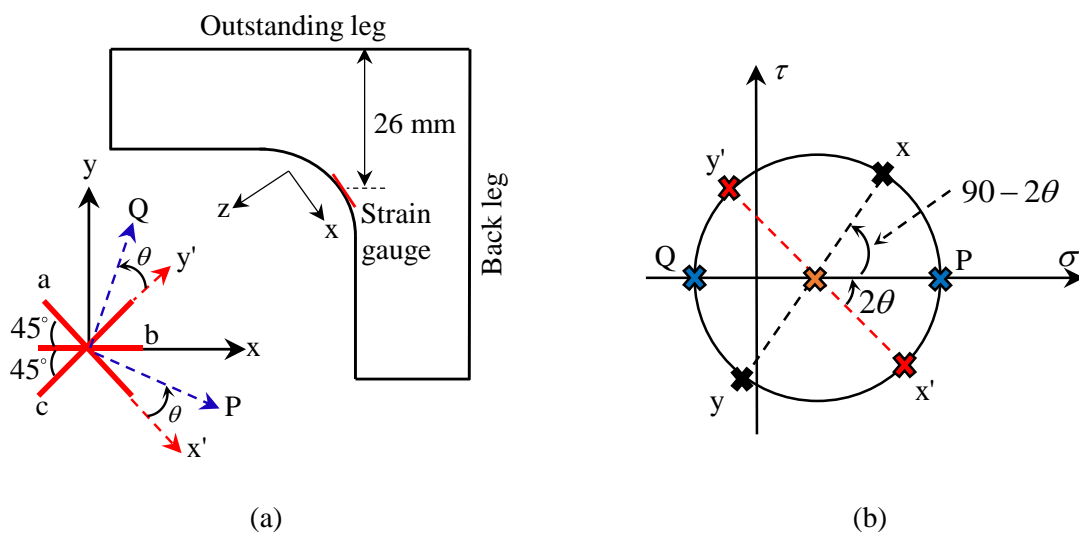 Outstanding leg
26 mm
Strain
gauge
Back leg
z
x
y
Q
θ
y'
a
45°
b
x
45°
c
P
θ
x'
(a)
τ
y'
x
90 − 2θ
Q
P
σ
2θ
y
x'
(b)